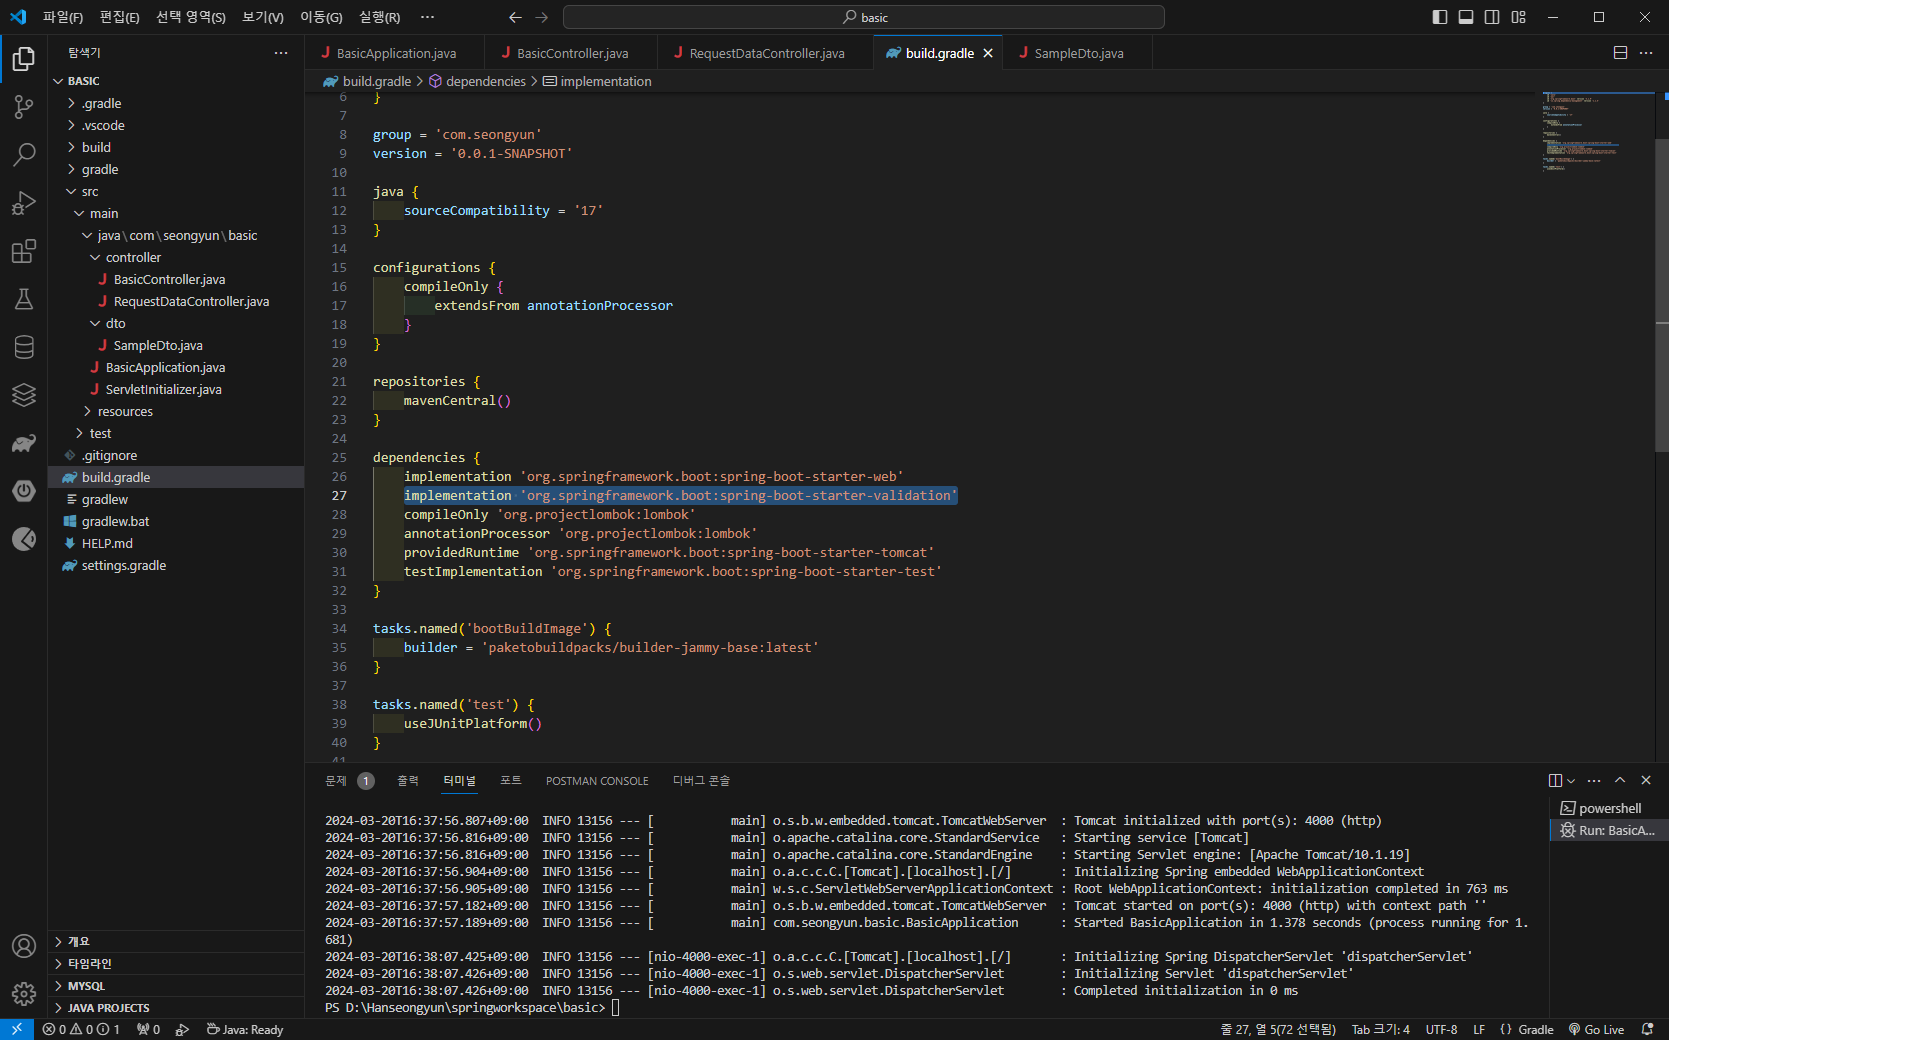 파일(F) 편집(E) 선택 영역(S) 보기(V) 이동(G) 실행(R) ··· basic
탐색기 ···
BASIC
.gradle
.vscode
build
gradle
src
main
java\com\seongyun\basic
controller
BasicController.java
RequestDataController.java
dto
SampleDto.java
BasicApplication.java
ServletInitializer.java
resources
test
.gitignore
build.gradle
gradlew
gradlew.bat
HELP.md
settings.gradle
개요
타임라인
MYSQL
JAVA PROJECTS
BasicApplication.java BasicController.java RequestDataController.java build.gradle SampleDto.java
build.gradle > dependencies > implementation
6 }
7
8 group = 'com.seongyun'
9 version = '0.0.1-SNAPSHOT'
10
11 java {
12 sourceCompatibility = '17'
13 }
14
15 configurations {
16 compileOnly {
17 extendsFrom annotationProcessor
18 }
19 }
20
21 repositories {
22 mavenCentral()
23 }
24
25 dependencies {
26 implementation 'org.springframework.boot:spring-boot-starter-web'
27 implementation 'org.springframework.boot:spring-boot-starter-validation'
28 compileOnly 'org.projectlombok:lombok'
29 annotationProcessor 'org.projectlombok:lombok'
30 providedRuntime 'org.springframework.boot:spring-boot-starter-tomcat'
31 testImplementation 'org.springframework.boot:spring-boot-starter-test'
32 }
33
34 tasks.named('bootBuildImage') {
35 builder = 'paketobuildpacks/builder-jammy-base:latest'
36 }
37
38 tasks.named('test') {
39 useJUnitPlatform()
40 }
41
문제 1 출력 터미널 포트 POSTMAN CONSOLE 디버그 콘솔
2024-03-20T16:37:56.807+09:00 INFO 13156 --- [ main] o.s.b.w.embedded.tomcat.TomcatWebServer : Tomcat initialized with port(s): 4000 (http)
2024-03-20T16:37:56.816+09:00 INFO 13156 --- [ main] o.apache.catalina.core.StandardService : Starting service [Tomcat]
2024-03-20T16:37:56.816+09:00 INFO 13156 --- [ main] o.apache.catalina.core.StandardEngine : Starting Servlet engine: [Apache Tomcat/10.1.19]
2024-03-20T16:37:56.904+09:00 INFO 13156 --- [ main] o.a.c.c.C.[Tomcat].[localhost].[/] : Initializing Spring embedded WebApplicationContext
2024-03-20T16:37:56.905+09:00 INFO 13156 --- [ main] w.s.c.ServletWebServerApplicationContext : Root WebApplicationContext: initialization completed in 763 ms
2024-03-20T16:37:57.182+09:00 INFO 13156 --- [ main] o.s.b.w.embedded.tomcat.TomcatWebServer : Tomcat started on port(s): 4000 (http) with context path ''
2024-03-20T16:37:57.189+09:00 INFO 13156 --- [ main] com.seongyun.basic.BasicApplication : Started BasicApplication in 1.378 seconds (process running for 1.
681)
2024-03-20T16:38:07.425+09:00 INFO 13156 --- [nio-4000-exec-1] o.a.c.c.C.[Tomcat].[localhost].[/] : Initializing Spring DispatcherServlet 'dispatcherServlet'
2024-03-20T16:38:07.426+09:00 INFO 13156 --- [nio-4000-exec-1] o.s.web.servlet.DispatcherServlet : Initializing Servlet 'dispatcherServlet'
2024-03-20T16:38:07.426+09:00 INFO 13156 --- [nio-4000-exec-1] o.s.web.servlet.DispatcherServlet : Completed initialization in 0 ms
PS D:\Hanseongyun\springworkspace\basic>
powershell
Run: BasicA...
0 0 1 0 Java: Ready 줄 27, 열 5(72 선택됨) Tab 크기: 4 UTF-8 LF {} Gradle Go Live